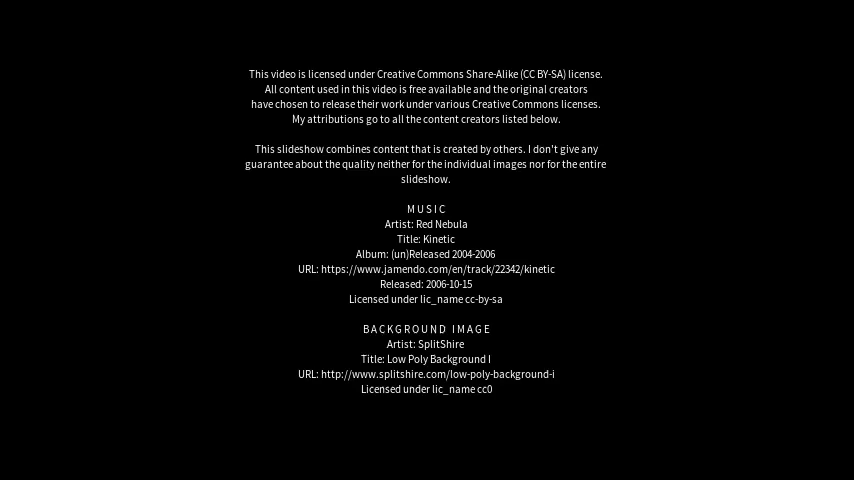 This video is licensed under Creative Commons Share-Alike (CC BY-SA) license.
All content used in this video is free available and the original creators
have chosen to release their work under various Creative Commons licenses.
My attributions go to all the content creators listed below.
This slideshow combines content that is created by others. I don't give any
guarantee about the quality neither for the individual images nor for the entire
slideshow.
MUSIC
Artist: Red Nebula
Title: Kinetic
Album: (un)Released 2004-2006
URL: https://www.jamendo.com/en/track/22342/kinetic
Released: 2006-10-15
Licensed under lic_name cc-by-sa
BACKGROUND IMAGE
Artist: SplitShire
Title: Low Poly Background I
URL: http://www.splitshire.com/low-poly-background-i
Licensed under lic_name cc0